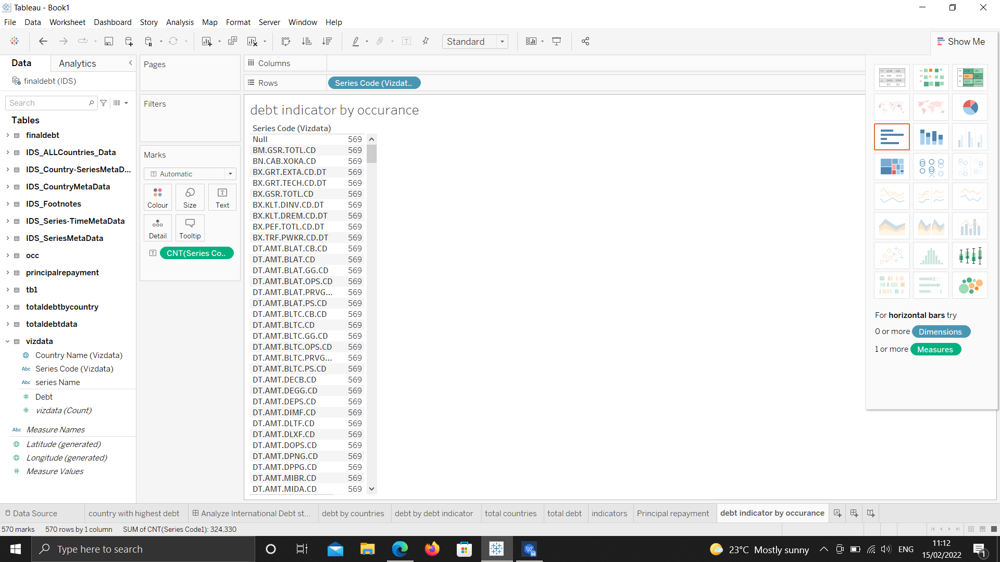 Tableau - Book1
File Data Worksheet Dashboard Story Analysis Map Format Server Window Help
Standard
Show Me
Data Analytics
finaldebt (IDS)
Search
Tables
finaldebt
IDS_ALLCountries_Data
IDS_Country-SeriesMetaD...
IDS_CountryMetaData
IDS_Footnotes
IDS_Series-TimeMetaData
IDS_SeriesMetaData
occ
principalrepayment
tb1
totaldebtbycountry
totaldebtdata
vizdata
Country Name (Vizdata)
Abc Series Code (Vizdata)
Abc series Name
Debt
vizdata (Count)
Abc Measure Names
Latitude (generated)
Longitude (generated)
Measure Values
Pages
Filters
Marks
Automatic
Colour Size Text
Detail Tooltip
CNT(Series Co..
Columns
Rows Series Code (Vizdat..
debt indicator by occurance
Series Code (Vizdata)
Null 569
BM.GSR.TOTL.CD 569
BN.CAB.XOKA.CD 569
BX.GRT.EXTA.CD.DT 569
BX.GRT.TECH.CD.DT 569
BX.GSR.TOTL.CD 569
BX.KLT.DINV.CD.DT 569
BX.KLT.DREM.CD.DT 569
BX.PEF.TOTL.CD.DT 569
BX.TRF.PWKR.CD.DT 569
DT.AMT.BLAT.CB.CD 569
DT.AMT.BLAT.CD 569
DT.AMT.BLAT.GG.CD 569
DT.AMT.BLAT.OPS.CD 569
DT.AMT.BLAT.PRVG... 569
DT.AMT.BLAT.PS.CD 569
DT.AMT.BLTC.CB.CD 569
DT.AMT.BLTC.CD 569
DT.AMT.BLTC.GG.CD 569
DT.AMT.BLTC.OPS.CD 569
DT.AMT.BLTC.PRVG... 569
DT.AMT.BLTC.PS.CD 569
DT.AMT.DECB.CD 569
DT.AMT.DEGG.CD 569
DT.AMT.DEPS.CD 569
DT.AMT.DIMF.CD 569
DT.AMT.DLTF.CD 569
DT.AMT.DLXF.CD 569
DT.AMT.DOPS.CD 569
DT.AMT.DPNG.CD 569
DT.AMT.DPPG.CD 569
DT.AMT.MIBR.CD 569
DT.AMT.MIDA.CD 569
For horizontal bars try
0 or more Dimensions
1 or more Measures
Data Source country with highest debt Analyze International Debt st... debt by countries debt by debt indicator total countries total debt indicators Principal repayment debt indicator by occurance
570 marks 570 rows by 1 column SUM of CNT(Series Code1): 324,330
Type here to search
23°C Mostly sunny
ENG
11:12
15/02/2022
1